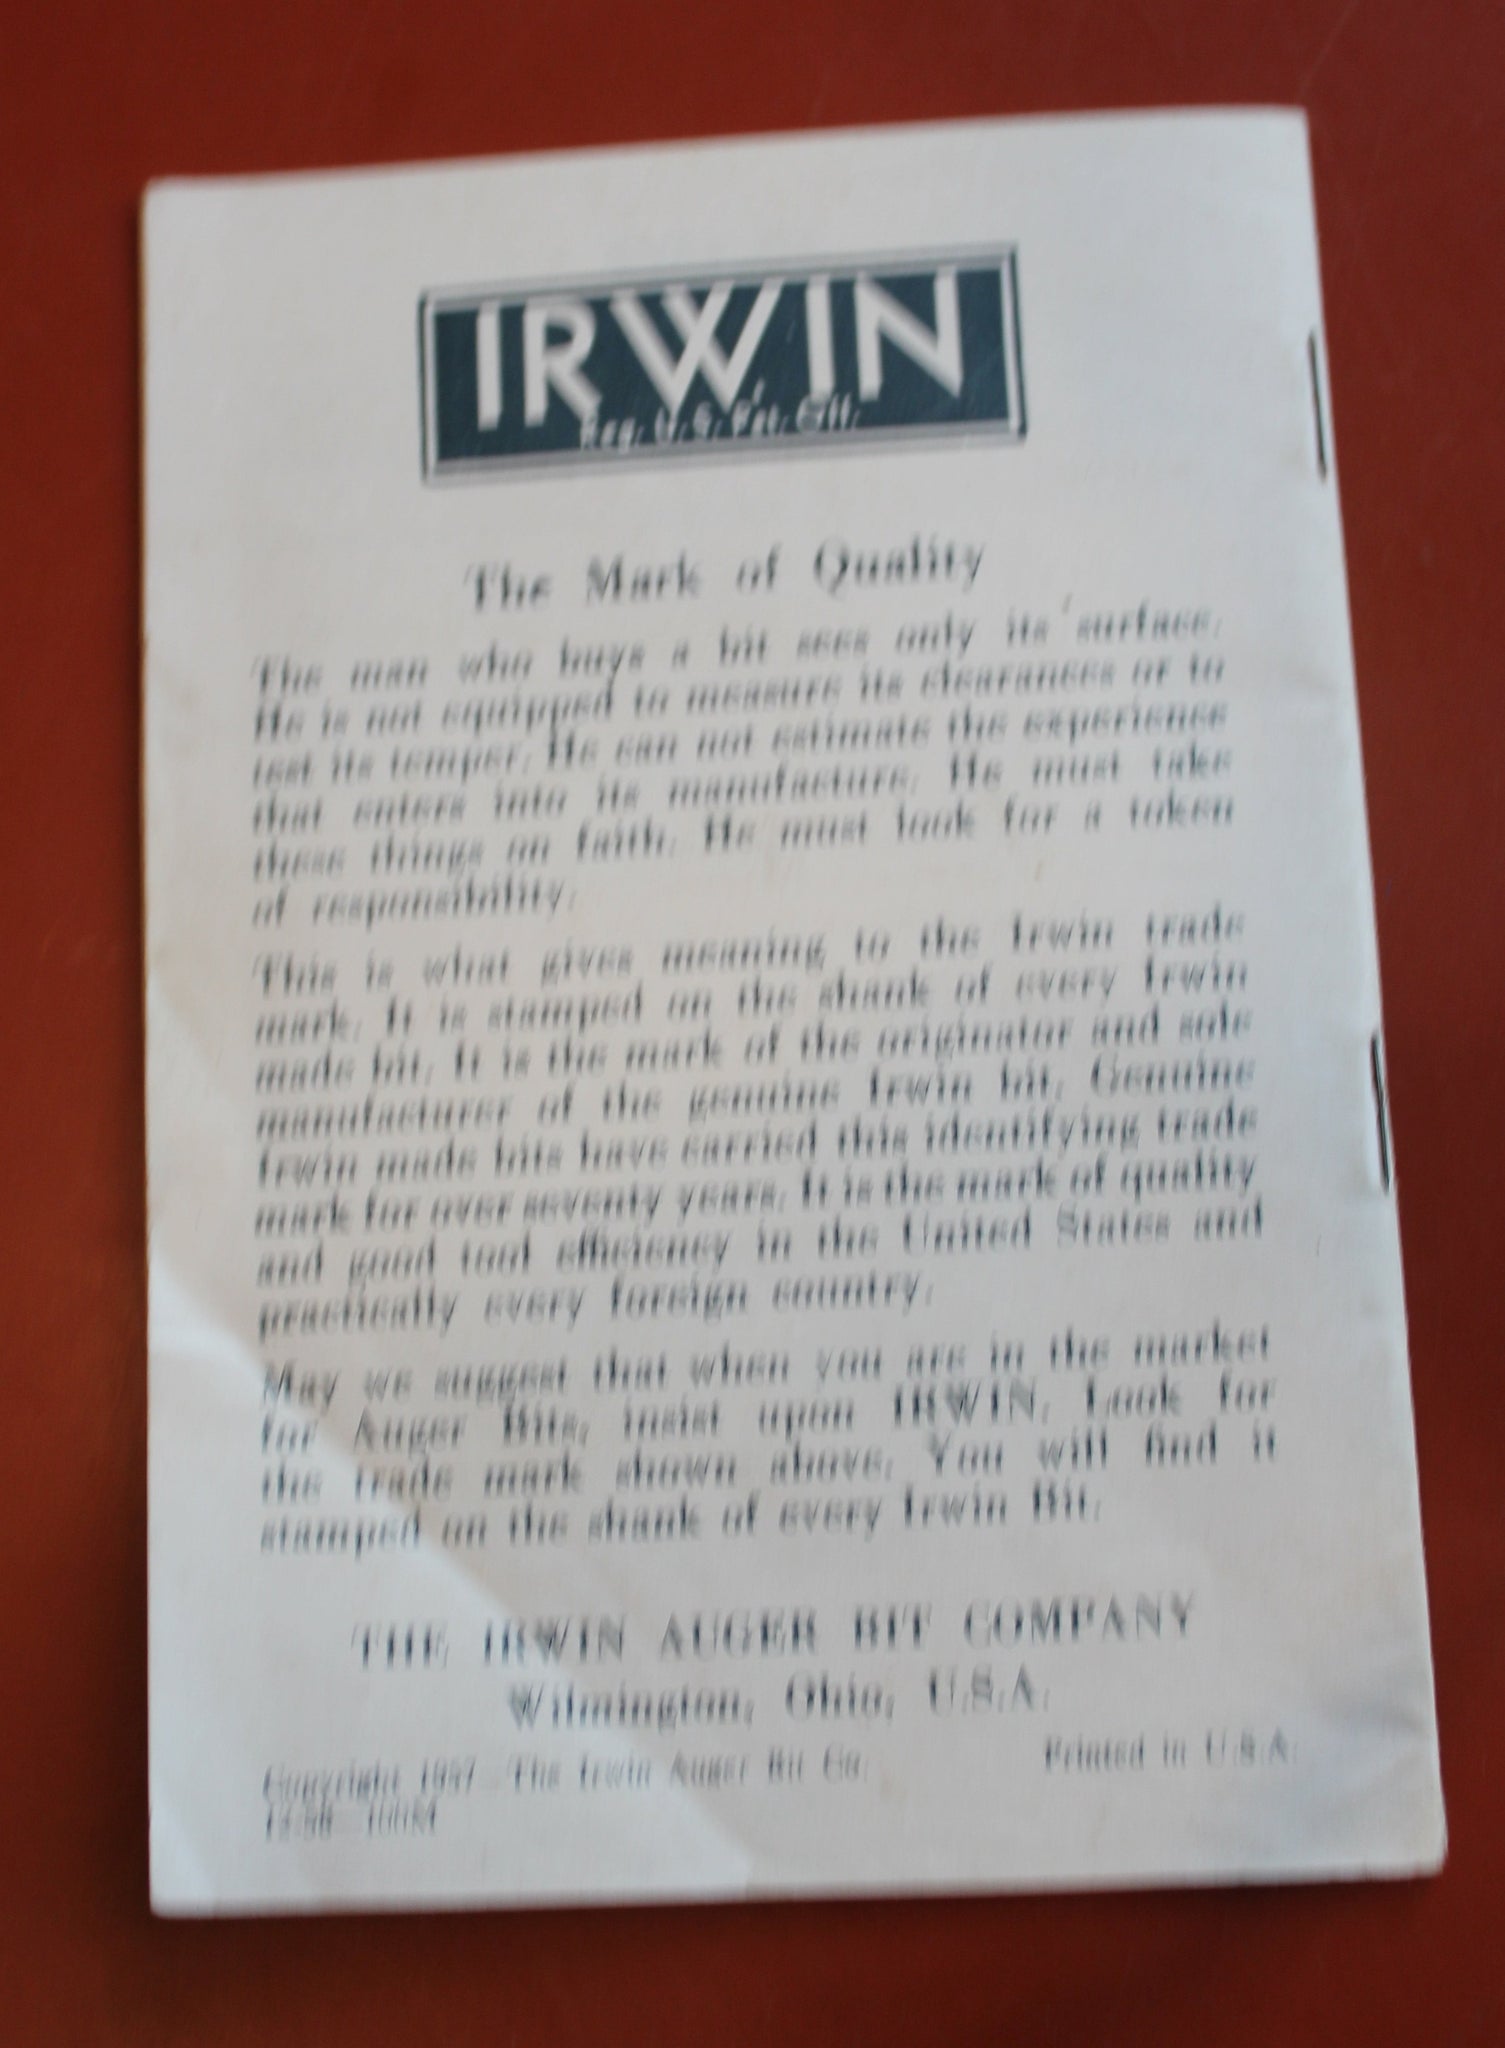 IRWIN
Reg. U.S. Pat. Off.
The Mark of Quality
The man who buys a bit sees only its surface.
He is not equipped to measure its clearances or to
test its temper. He can not estimate the experience
that enters into its manufacture. He must take
these things on faith. He must look for a token
of responsibility.
This is what gives meaning to the Irwin trade
mark. It is stamped on the shank of every Irwin
made bit. It is the mark of the originator and sole
manufacturer of the genuine Irwin bit. Genuine
Irwin made bits have carried this identifying trade
mark for over seventy years. It is the mark of quality
and good tool efficiency in the United States and
practically every foreign country.
May we suggest that when you are in the market
for Auger Bits, insist upon IRWIN. Look for
the trade mark shown above. You will find it
stamped on the shank of every Irwin Bit.
THE IRWIN AUGER BIT COMPANY
Wilmington, Ohio, U.S.A.
Copyright 1957 The Irwin Auger Bit Co. Printed in U.S.A.
100M